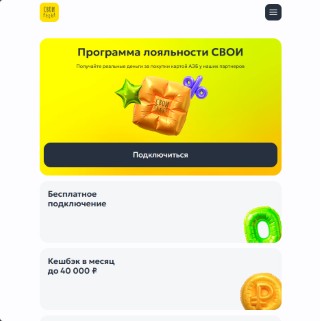 СВОИ
Программа лояльности СВОИ
Получайте реальные деньги за покупки картой АЗБ у наших партнеров
СВОИ
Подключиться
Бесплатное
подключение
Кешбэк в месяц
до 40 000 ₽